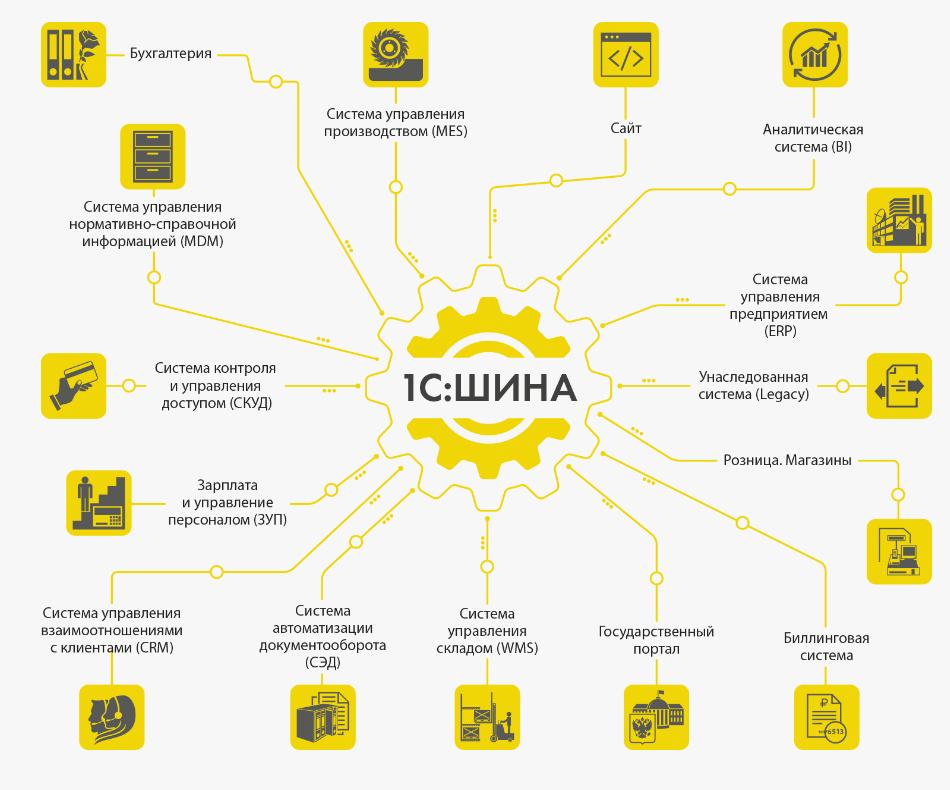 Бухгалтерия
Система управления
производством (MES)
Сайт
Аналитическая
система (BI)
Система управления
нормативно-справочной
информацией (MDM)
Система
управления
предприятием
(ERP)
Система контроля
и управления
доступом (СКУД)
1С:ШИНА
Унаследованная
система (Legacy)
Розница. Магазины
Зарплата
и управление
персоналом (ЗУП)
Система управления
взаимоотношениями
с клиентами (CRM)
Система
автоматизации
документооборота
(СЭД)
Система
управления
складом (WMS)
Государственный
портал
Биллинговая
система
₽
№6513